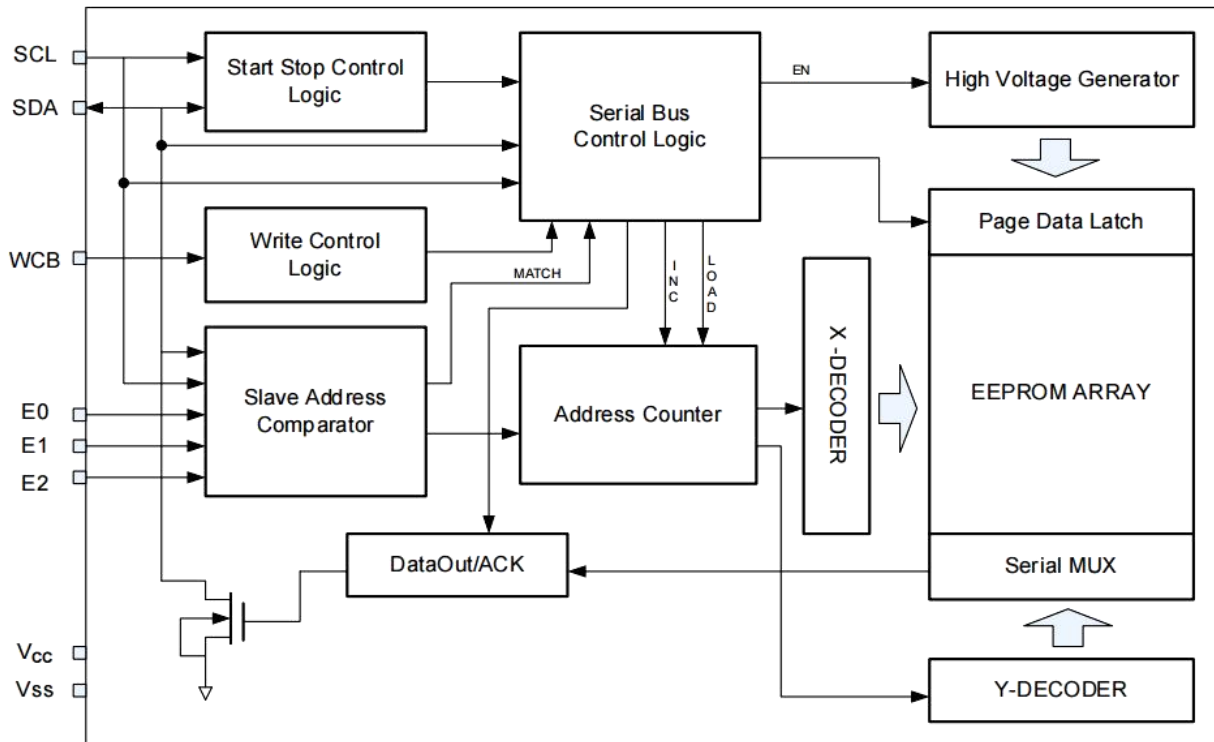 SCL
SDA
WCB
E0
E1
E2
Vcc
Vss
Start Stop Control
Logic
Write Control
Logic
Slave Address
Comparator
Serial Bus
Control Logic
EN
MATCH
INC
LOAD
Address Counter
DataOut/ACK
X -DECODER
High Voltage Generator
Page Data Latch
EEPROM ARRAY
Serial MUX
Y-DECODER